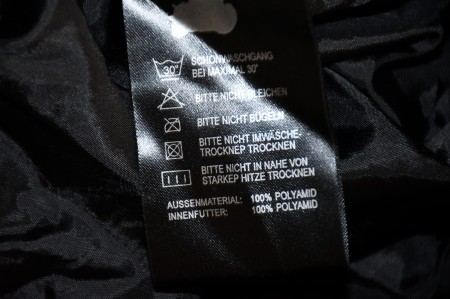 30°
SCHONWASCHGANG
BEI MAXIMAL 30°
BITTE NICHT BLEICHEN
BITTE NICHT BÜGELN
BITTE NICHT IMWÄSCHE-
TROCKNEP TROCKNEN
BITTE NICHT IN NAHE VON
STARKEP HITZE TROCKNEN
AUSSENMATERIAL: 100% POLYAMID
INNENFUTTER: 100% POLYAMID